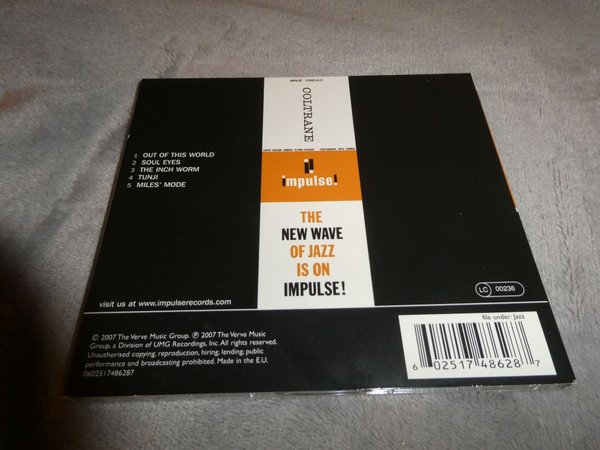 COLTRANE
1 OUT OF THIS WORLD
2 SOUL EYES
3 THE INCH WORM
4 TUNJI
5 MILES' MODE
impulse!
THE
NEW WAVE
OF JAZZ
IS ON
IMPULSE!
visit us at www.impulserecords.com
LC 00236
© 2007 The Verve Music Group. ℗ 2007 The Verve Music
Group, a Division of UMG Recordings, Inc. All rights reserved.
Unauthorised copying, reproduction, hiring, lending, public
performance and broadcasting prohibited. Made in the E.U.
0602517486287
file under: Jazz
6 02517 48628 7